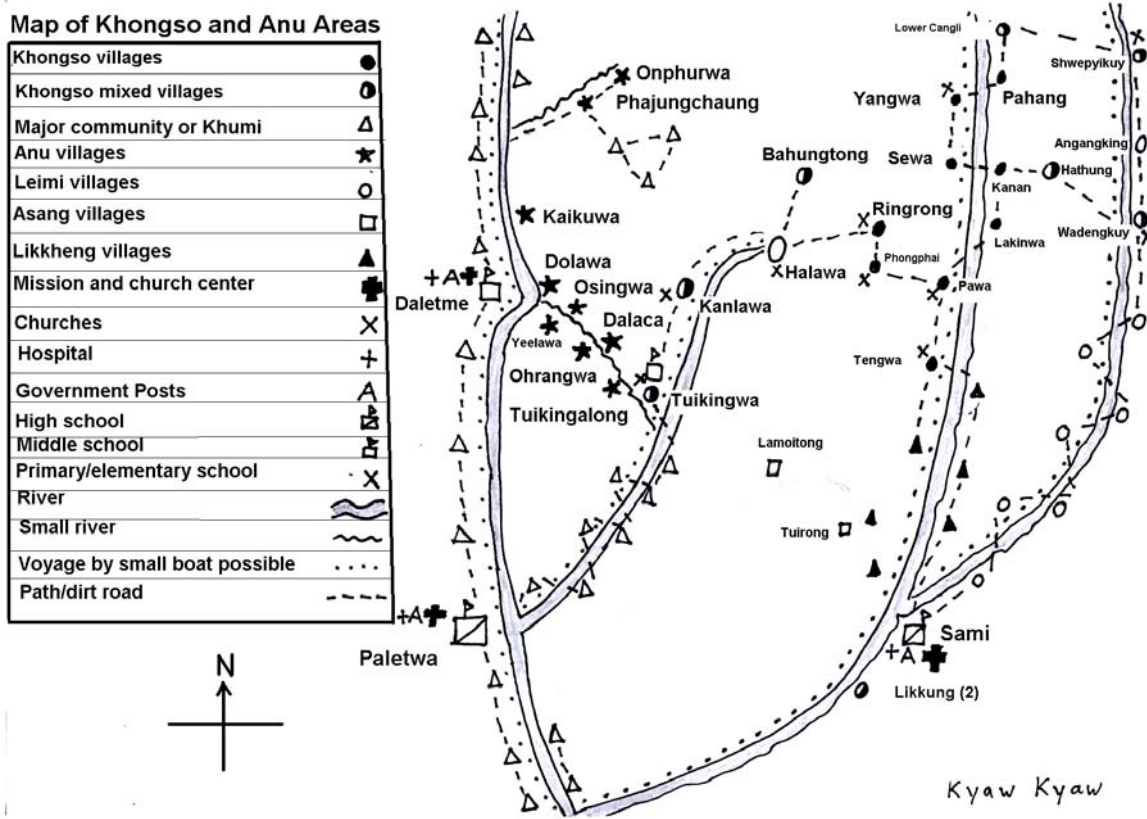 Map of Khongso and Anu Areas
Khongso villages
Khongso mixed villages
Major community or Khumi
Anu villages
Leimi villages
Asang villages
Likkheng villages
Mission and church center
Churches
Hospital
Government Posts
High school
Middle school
Primary/elementary school
River
Small river
Voyage by small boat possible
Path/dirt road
N
Lower Cangli
Shwepyikuy
Onphurwa
Phajungchaung
Yangwa
Pahang
Angangking
Bahungtong
Sewa
Hathung
Kanan
Kaikuwa
Ringrong
Wadengkuy
Lakinwa
Dolawa
Phongphai
Halawa
Osingwa
Pawa
Daletme
Kanlawa
Dalaca
Yeelawa
Tengwa
Ohrangwa
Tuikingwa
Tuikingalong
Lamoitong
Tuirong
Sami
Paletwa
Likkung (2)
Kyaw Kyaw